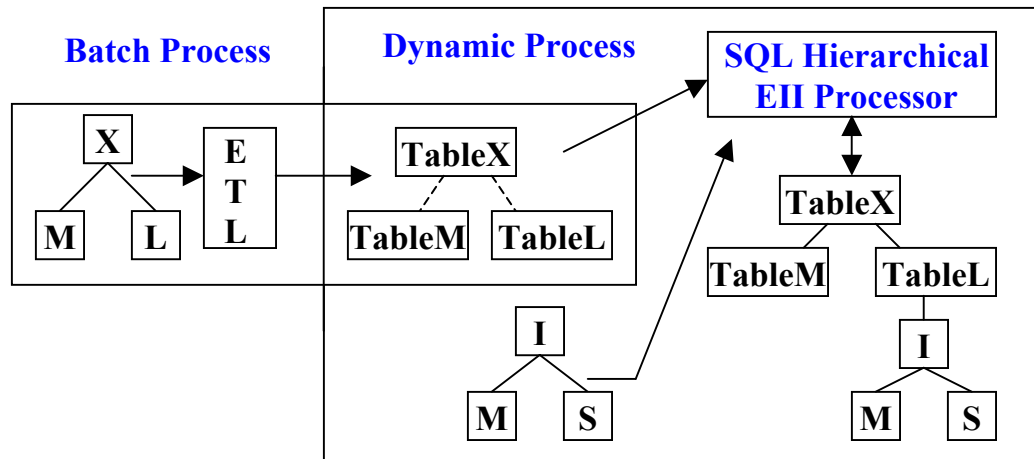 Batch Process
Dynamic Process
SQL Hierarchical
EII Processor
X
M
L
E
T
L
TableX
TableM
TableL
I
M
S
TableX
TableM
TableL
I
M
S